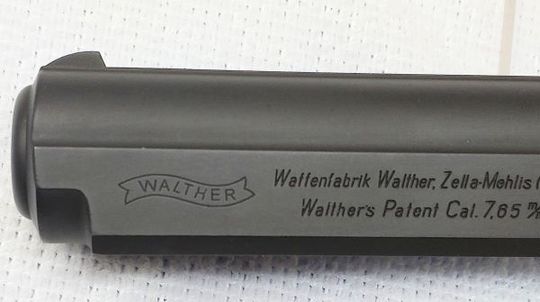 WALTHER
Waffenfabrik Walther, Zella-Mehlis (
Walther's Patent Cal. 7,65 m/